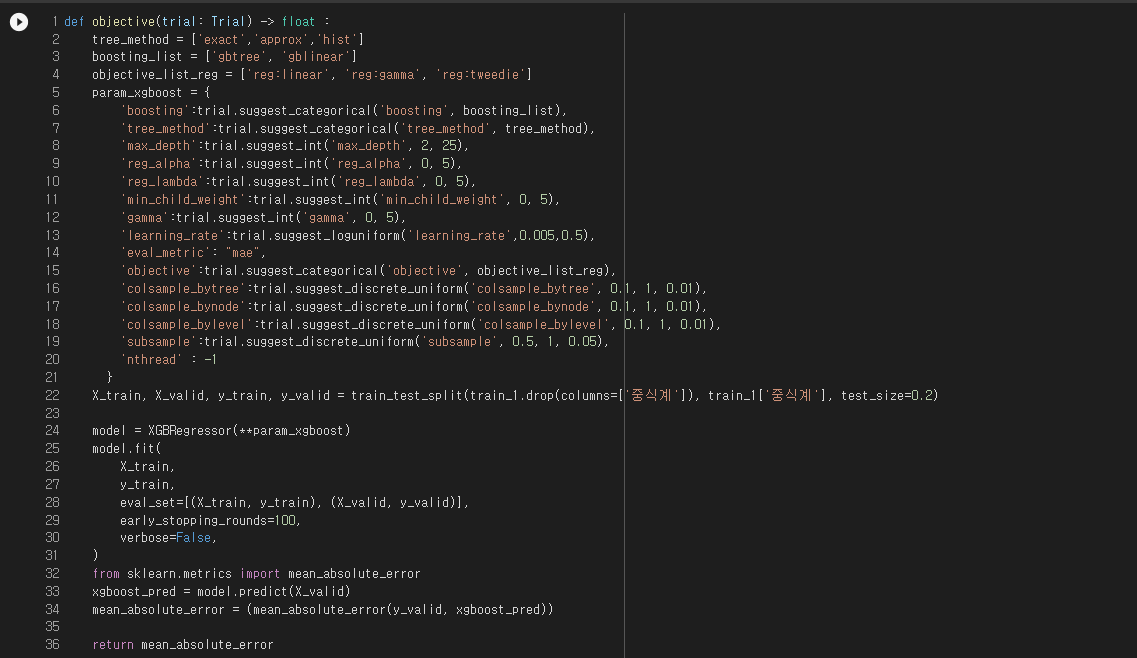 1 def objective(trial: Trial) -> float :
2     tree_method = ['exact','approx','hist']
3     boosting_list = ['gbtree', 'gblinear']
4     objective_list_reg = ['reg:linear', 'reg:gamma', 'reg:tweedie']
5     param_xgboost = {
6         'boosting':trial.suggest_categorical('boosting', boosting_list),
7         'tree_method':trial.suggest_categorical('tree_method', tree_method),
8         'max_depth':trial.suggest_int('max_depth', 2, 25),
9         'reg_alpha':trial.suggest_int('reg_alpha', 0, 5),
10         'reg_lambda':trial.suggest_int('reg_lambda', 0, 5),
11         'min_child_weight':trial.suggest_int('min_child_weight', 0, 5),
12         'gamma':trial.suggest_int('gamma', 0, 5),
13         'learning_rate':trial.suggest_loguniform('learning_rate',0.005,0.5),
14         'eval_metric': "mae",
15         'objective':trial.suggest_categorical('objective', objective_list_reg),
16         'colsample_bytree':trial.suggest_discrete_uniform('colsample_bytree', 0.1, 1, 0.01),
17         'colsample_bynode':trial.suggest_discrete_uniform('colsample_bynode', 0.1, 1, 0.01),
18         'colsample_bylevel':trial.suggest_discrete_uniform('colsample_bylevel', 0.1, 1, 0.01),
19         'subsample':trial.suggest_discrete_uniform('subsample', 0.5, 1, 0.05),
20         'nthread' : -1
21       }
22     X_train, X_valid, y_train, y_valid = train_test_split(train_1.drop(columns=['중식계']), train_1['중식계'], test_size=0.2)
23
24     model = XGBRegressor(**param_xgboost)
25     model.fit(
26         X_train,
27         y_train,
28         eval_set=[(X_train, y_train), (X_valid, y_valid)],
29         early_stopping_rounds=100,
30         verbose=False,
31     )
32     from sklearn.metrics import mean_absolute_error
33     xgboost_pred = model.predict(X_valid)
34     mean_absolute_error = (mean_absolute_error(y_valid, xgboost_pred))
35
36     return mean_absolute_error